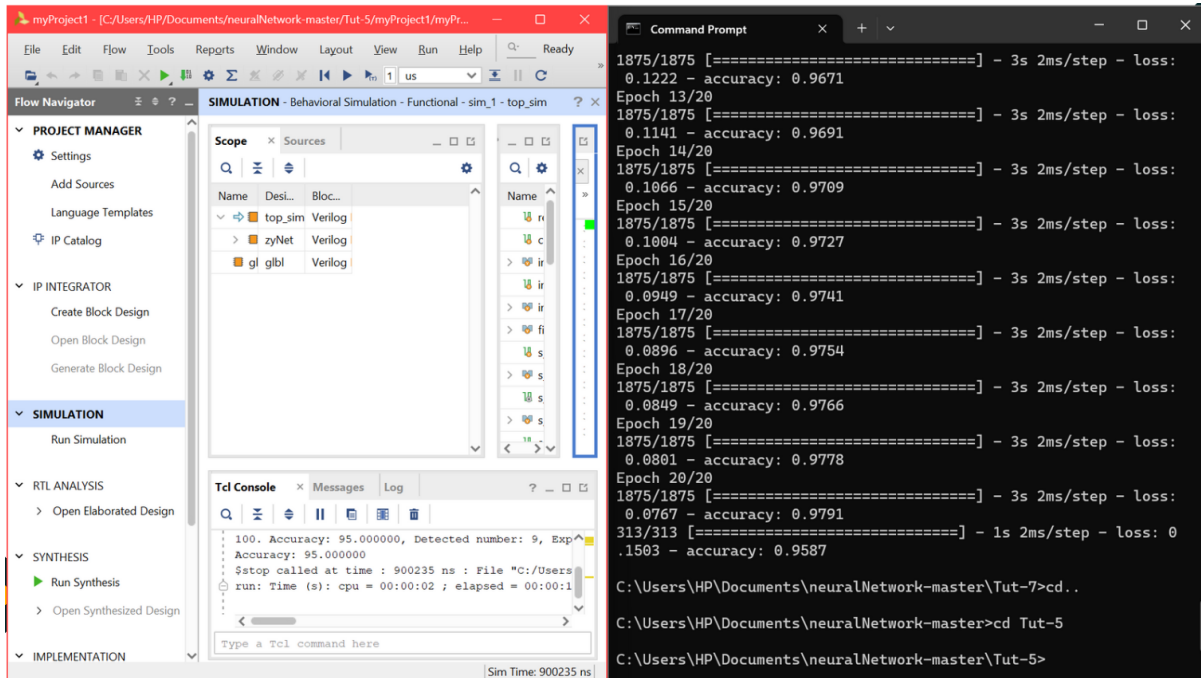 myProject1 - [C:/Users/HP/Documents/neuralNetwork-master/Tut-5/myProject1/myPr...
File Edit Flow Tools Reports Window Layout View Run Help Ready
1 us
Flow Navigator
PROJECT MANAGER
Settings
Add Sources
Language Templates
IP Catalog
IP INTEGRATOR
Create Block Design
Open Block Design
Generate Block Design
SIMULATION
Run Simulation
RTL ANALYSIS
Open Elaborated Design
SYNTHESIS
Run Synthesis
Open Synthesized Design
IMPLEMENTATION
SIMULATION - Behavioral Simulation - Functional - sim_1 - top_sim
Scope Sources
Name Desi... Bloc...
top_sim Verilog
zyNet Verilog
gl glbl Verilog
Name
Tcl Console Messages Log
100. Accuracy: 95.000000, Detected number: 9, Exp
Accuracy: 95.000000
$stop called at time : 900235 ns : File "C:/Users
run: Time (s): cpu = 00:00:02 ; elapsed = 00:00:1
Type a Tcl command here
Sim Time: 900235 ns
Command Prompt
1875/1875 [==============================] - 3s 2ms/step - loss:
0.1222 - accuracy: 0.9671
Epoch 13/20
1875/1875 [==============================] - 3s 2ms/step - loss:
0.1141 - accuracy: 0.9691
Epoch 14/20
1875/1875 [==============================] - 3s 2ms/step - loss:
0.1066 - accuracy: 0.9709
Epoch 15/20
1875/1875 [==============================] - 3s 2ms/step - loss:
0.1004 - accuracy: 0.9727
Epoch 16/20
1875/1875 [==============================] - 3s 2ms/step - loss:
0.0949 - accuracy: 0.9741
Epoch 17/20
1875/1875 [==============================] - 3s 2ms/step - loss:
0.0896 - accuracy: 0.9754
Epoch 18/20
1875/1875 [==============================] - 3s 2ms/step - loss:
0.0849 - accuracy: 0.9766
Epoch 19/20
1875/1875 [==============================] - 3s 2ms/step - loss:
0.0801 - accuracy: 0.9778
Epoch 20/20
1875/1875 [==============================] - 3s 2ms/step - loss:
0.0767 - accuracy: 0.9791
313/313 [==============================] - 1s 2ms/step - loss: 0
.1503 - accuracy: 0.9587
C:\Users\HP\Documents\neuralNetwork-master\Tut-7>cd..
C:\Users\HP\Documents\neuralNetwork-master>cd Tut-5
C:\Users\HP\Documents\neuralNetwork-master\Tut-5>